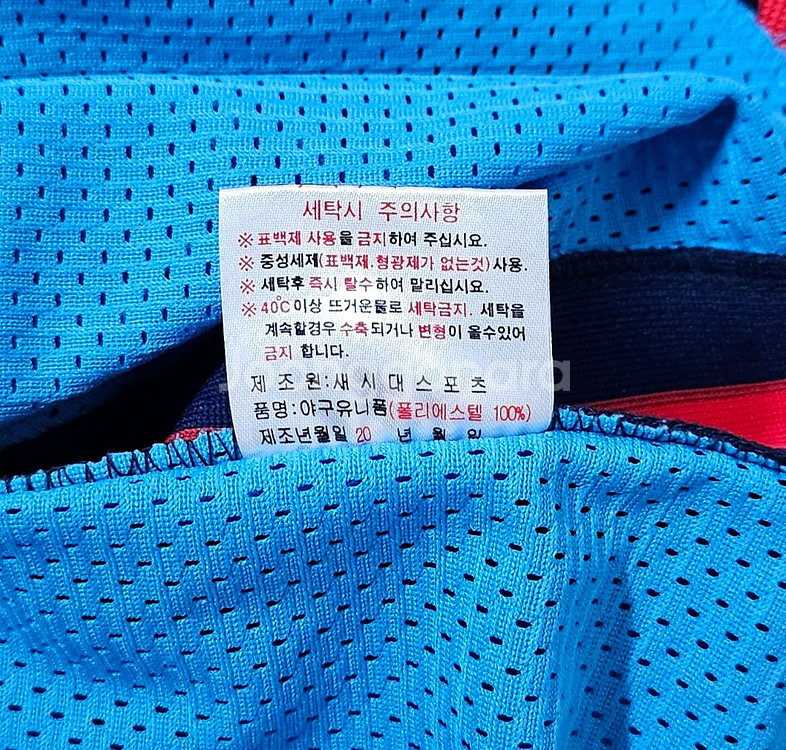 세탁시 주의사항
※ 표백제 사용을 금지하여 주십시요.
※ 중성세제(표백제.형광제가 없는것)사용.
※ 세탁후 즉시 탈수하여 말리십시요.
※ 40℃이상 뜨거운물로 세탁금지. 세탁을
계속할경우 수축되거나 변형이 올수있어
금지 합니다.
제 조 원:새 시 대 스 포 츠
품명:야구유니폼(폴리에스텔 100%)
제조년월일 20 년 월 일